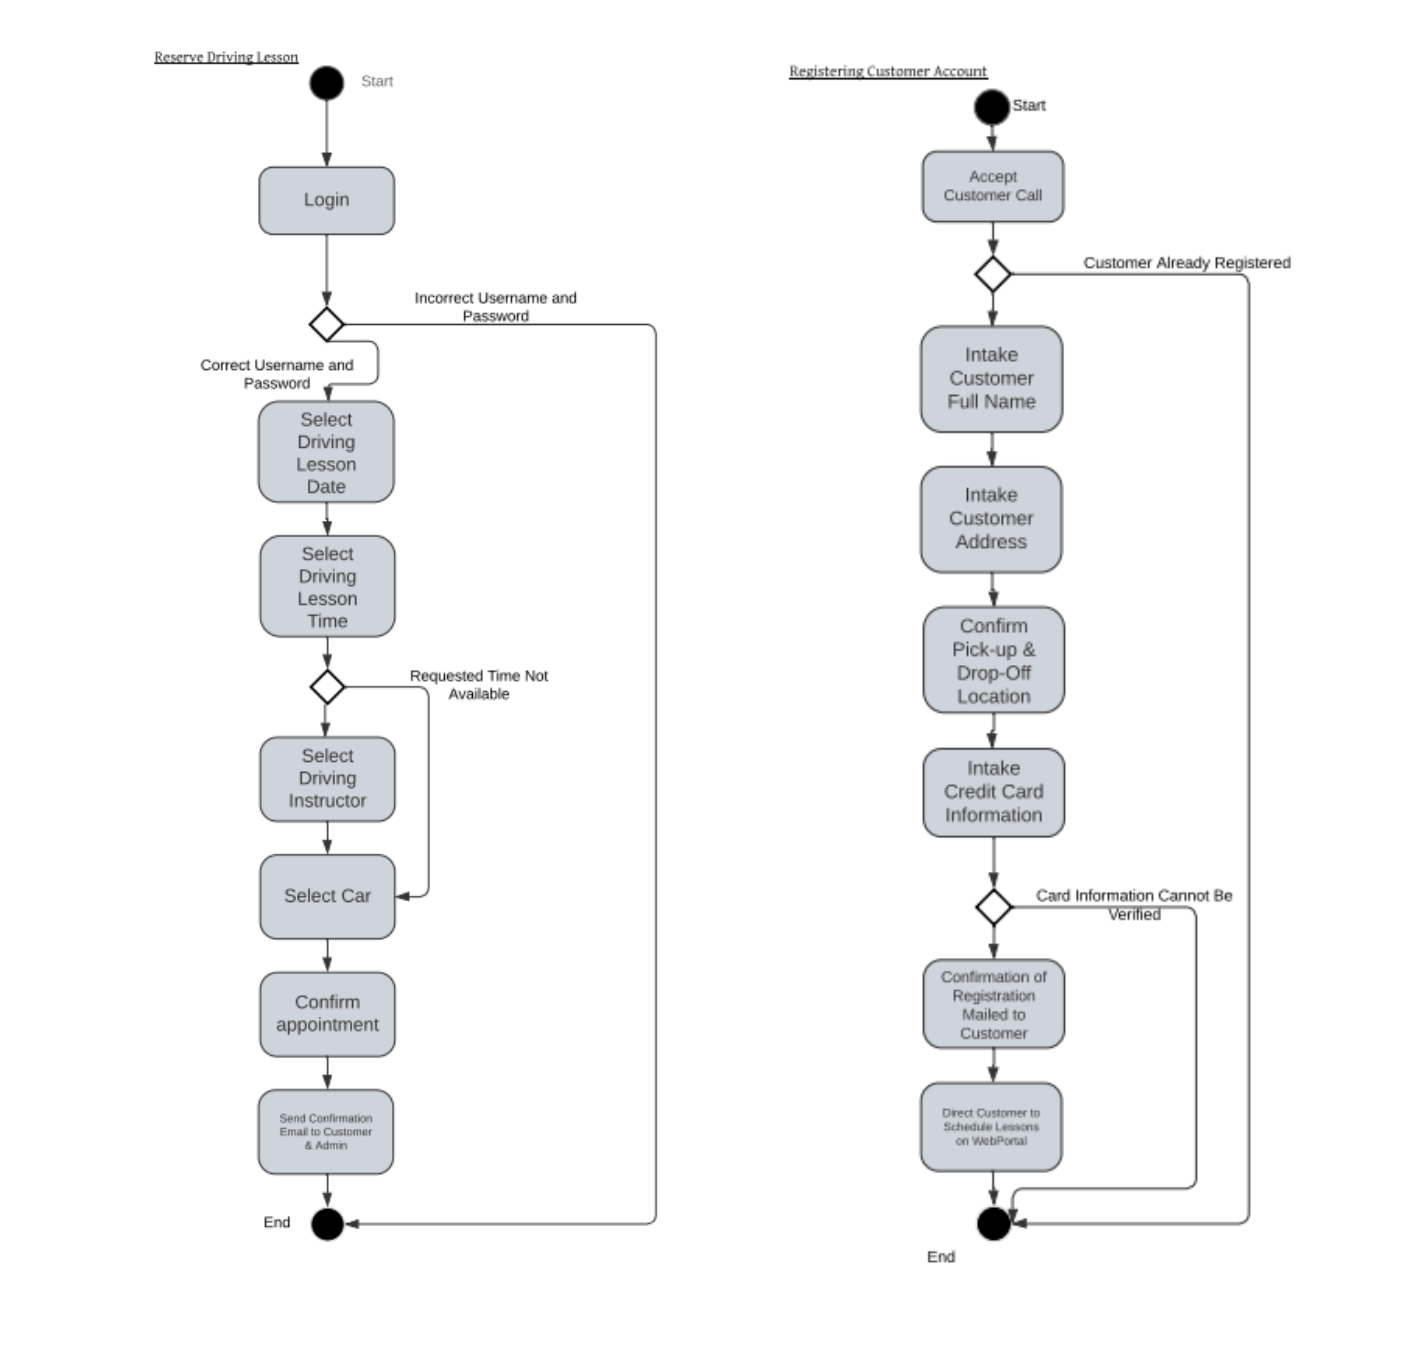 Reserve Driving Lesson
Start
Login
Incorrect Username and
Password
Correct Username and
Password
Select
Driving
Lesson
Date
Select
Driving
Lesson
Time
Requested Time Not
Available
Select
Driving
Instructor
Select Car
Confirm
appointment
Send Confirmation
Email to Customer
& Admin
End
Registering Customer Account
Start
Accept
Customer Call
Customer Already Registered
Intake
Customer
Full Name
Intake
Customer
Address
Confirm
Pick-up &
Drop-Off
Location
Intake
Credit Card
Information
Card Information Cannot Be
Verified
Confirmation of
Registration
Mailed to
Customer
Direct Customer to
Schedule Lessons
on WebPortal
End